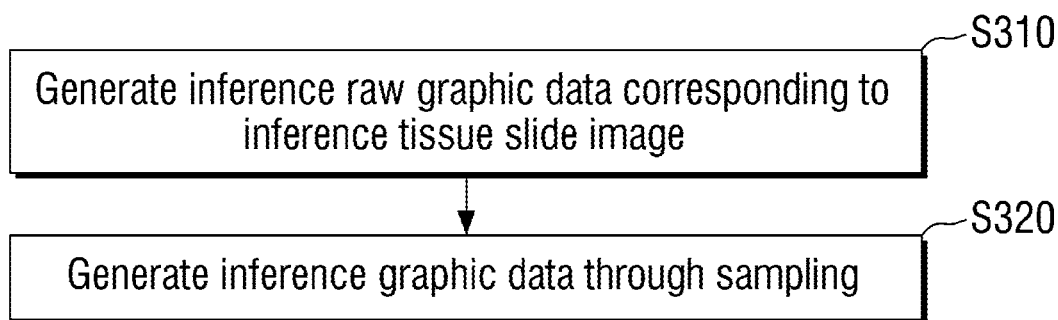 S310
Generate inference raw graphic data corresponding to
inference tissue slide image
S320
Generate inference graphic data through sampling